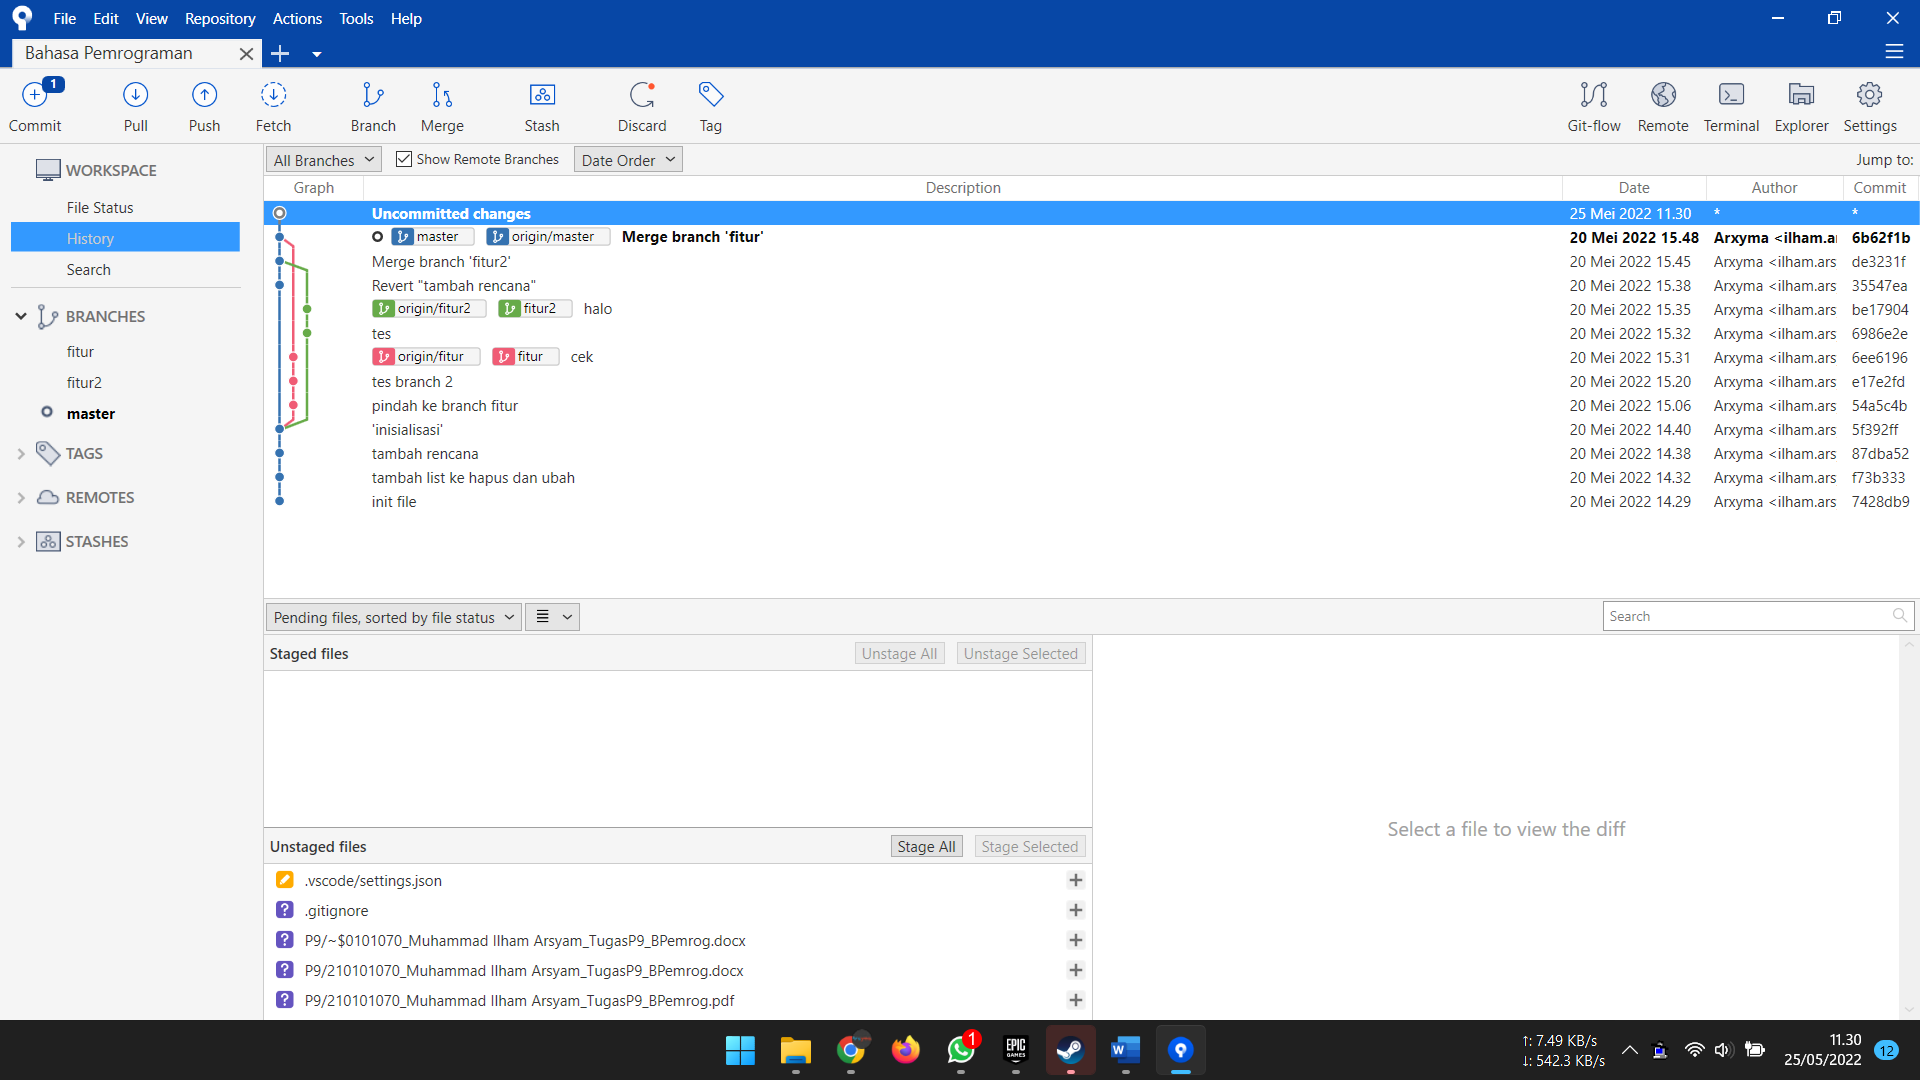 File Edit View Repository Actions Tools Help
Bahasa Pemrograman
1
Commit Pull Push Fetch Branch Merge Stash Discard Tag Git-flow Remote Terminal Explorer Settings
WORKSPACE
File Status
History
Search
BRANCHES
fitur
fitur2
master
TAGS
REMOTES
STASHES
All Branches Show Remote Branches Date Order Jump to:
Graph Description Date Author Commit
Uncommitted changes 25 Mei 2022 11.30 * *
master origin/master Merge branch 'fitur' 20 Mei 2022 15.48 Arxyma <ilham.ar 6b62f1b
Merge branch 'fitur2' 20 Mei 2022 15.45 Arxyma <ilham.ars de3231f
Revert "tambah rencana" 20 Mei 2022 15.38 Arxyma <ilham.ars 35547ea
origin/fitur2 fitur2 halo 20 Mei 2022 15.35 Arxyma <ilham.ars be17904
tes 20 Mei 2022 15.32 Arxyma <ilham.ars 6986e2e
origin/fitur fitur cek 20 Mei 2022 15.31 Arxyma <ilham.ars 6ee6196
tes branch 2 20 Mei 2022 15.20 Arxyma <ilham.ars e17e2fd
pindah ke branch fitur 20 Mei 2022 15.06 Arxyma <ilham.ars 54a5c4b
'inisialisasi' 20 Mei 2022 14.40 Arxyma <ilham.ars 5f392ff
tambah rencana 20 Mei 2022 14.38 Arxyma <ilham.ars 87dba52
tambah list ke hapus dan ubah 20 Mei 2022 14.32 Arxyma <ilham.ars f73b333
init file 20 Mei 2022 14.29 Arxyma <ilham.ars 7428db9
Pending files, sorted by file status Search
Staged files Unstage All Unstage Selected
Select a file to view the diff
Unstaged files Stage All Stage Selected
.vscode/settings.json
? .gitignore
? P9/~$0101070_Muhammad Ilham Arsyam_TugasP9_BPemrog.docx
? P9/210101070_Muhammad Ilham Arsyam_TugasP9_BPemrog.docx
? P9/210101070_Muhammad Ilham Arsyam_TugasP9_BPemrog.pdf
1
EPIC GAMES
W
↑: 7.49 KB/s
↓: 542.3 KB/s
11.30
25/05/2022
12